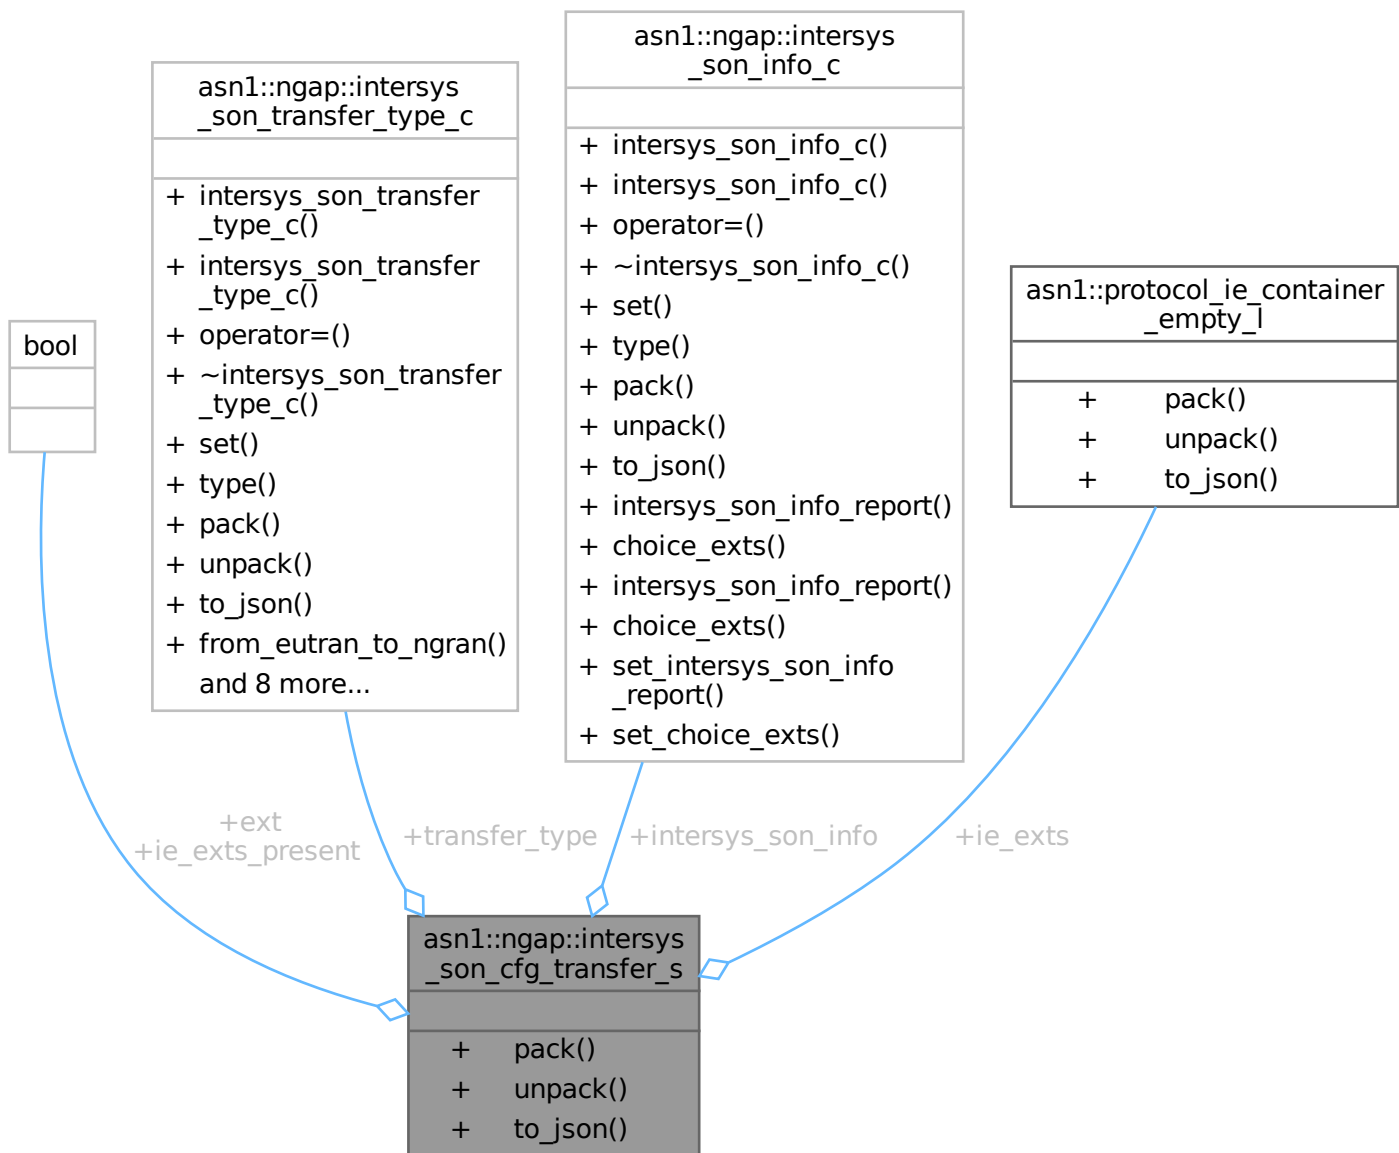 asn1::ngap::intersys
_son_info_c
+ intersys_son_info_c()
+ intersys_son_info_c()
+ operator=()
+ ~intersys_son_info_c()
+ set()
+ type()
+ pack()
+ unpack()
+ to_json()
+ intersys_son_info_report()
+ choice_exts()
+ intersys_son_info_report()
+ choice_exts()
+ set_intersys_son_info
_report()
+ set_choice_exts()
asn1::ngap::intersys
_son_transfer_type_c
+ intersys_son_transfer
_type_c()
+ intersys_son_transfer
_type_c()
+ operator=()
+ ~intersys_son_transfer
_type_c()
+ set()
+ type()
+ pack()
+ unpack()
+ to_json()
+ from_eutran_to_ngran()
and 8 more...
asn1::protocol_ie_container
_empty_l
+ pack()
+ unpack()
+ to_json()
bool
+ext
+ie_exts_present
+transfer_type
+intersys_son_info
+ie_exts
asn1::ngap::intersys
_son_cfg_transfer_s
+ pack()
+ unpack()
+ to_json()